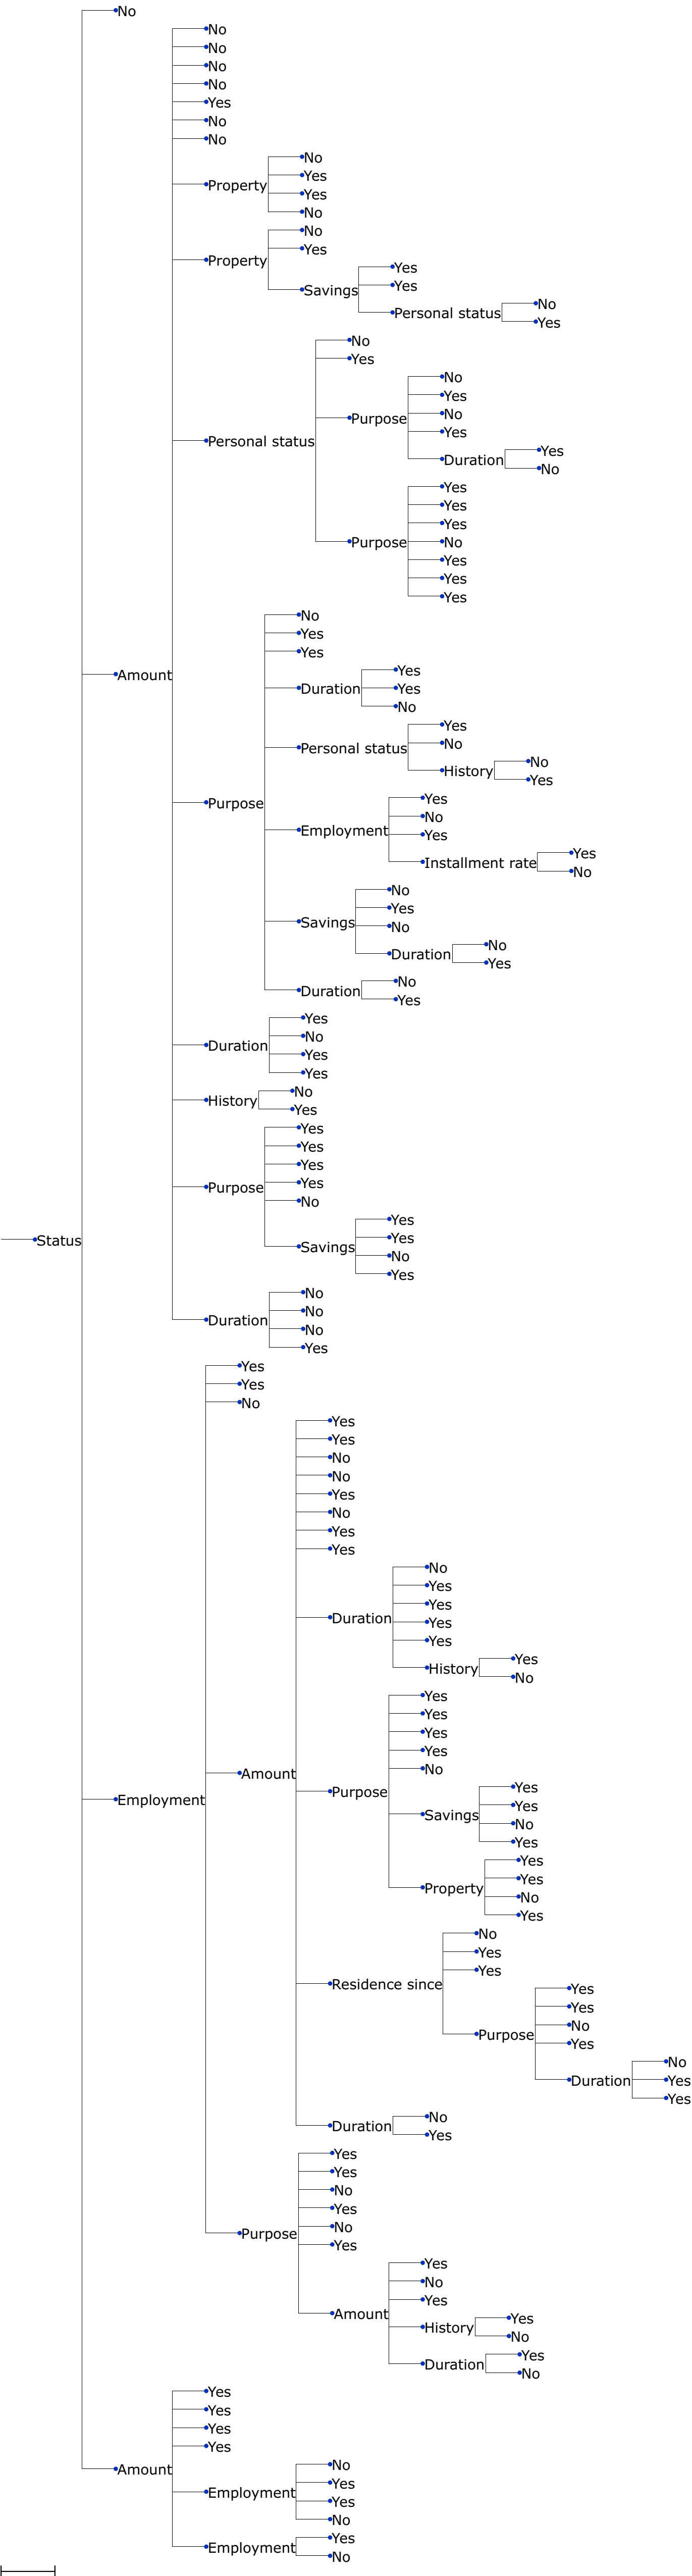 No
No
No
No
No
Yes
No
No
No
Property
Yes
Yes
No
No
Yes
Property
Yes
Savings
Yes
Personal status
No
Yes
No
Yes
No
Yes
Purpose
No
Yes
Personal status
Yes
Duration
No
Yes
Yes
Yes
Purpose
No
Yes
Yes
Yes
No
Yes
Yes
Yes
Duration
Yes
No
Amount
Yes
Personal status
No
History
No
Yes
Yes
Purpose
No
Employment
Yes
Installment rate
Yes
No
No
Yes
Savings
No
Duration
No
Yes
Duration
No
Yes
Yes
Duration
No
Yes
Yes
History
No
Yes
Yes
Yes
Yes
Purpose
Yes
No
Yes
Status
Savings
Yes
No
Yes
No
Duration
No
No
Yes
Yes
Yes
No
Yes
Yes
No
No
Yes
No
Yes
Yes
No
Yes
Duration
Yes
Yes
Yes
History
Yes
No
Yes
Yes
Yes
Yes
Amount
No
Employment
Purpose
Yes
Savings
Yes
No
Yes
Yes
Property
Yes
No
Yes
No
Yes
Residence since
Yes
Yes
Yes
Purpose
No
Yes
Duration
No
Yes
Yes
Duration
No
Yes
Yes
Yes
No
Yes
Purpose
No
Yes
Yes
No
Yes
Amount
History
Yes
No
Duration
Yes
No
Yes
Yes
Yes
Yes
Amount
No
Employment
Yes
Yes
No
Employment
Yes
No